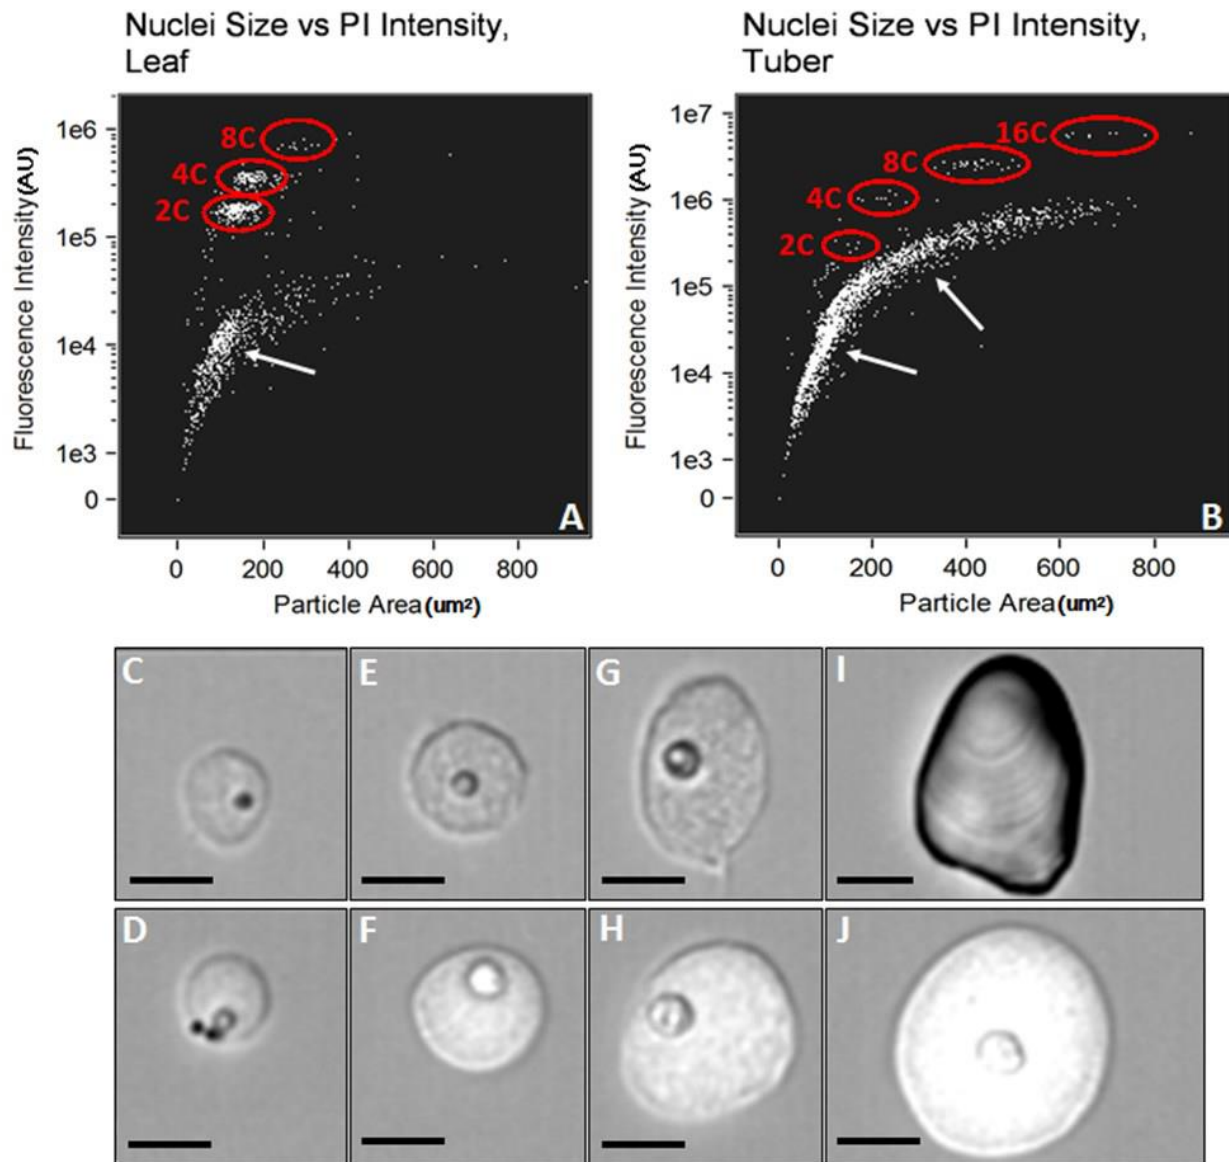 Nuclei Size vs PI Intensity,
Leaf
Fluorescence Intensity(AU)
1e6
1e5
1e4
1e3
0
8C
4C
2C
A
0 200 400 600 800
Particle Area(um²)
Nuclei Size vs PI Intensity,
Tuber
Fluorescence Intensity (AU)
1e7
1e6
1e5
1e4
1e3
0
16C
8C
4C
2C
B
0 200 400 600 800
Particle Area(um²)
C E G I
D F H J